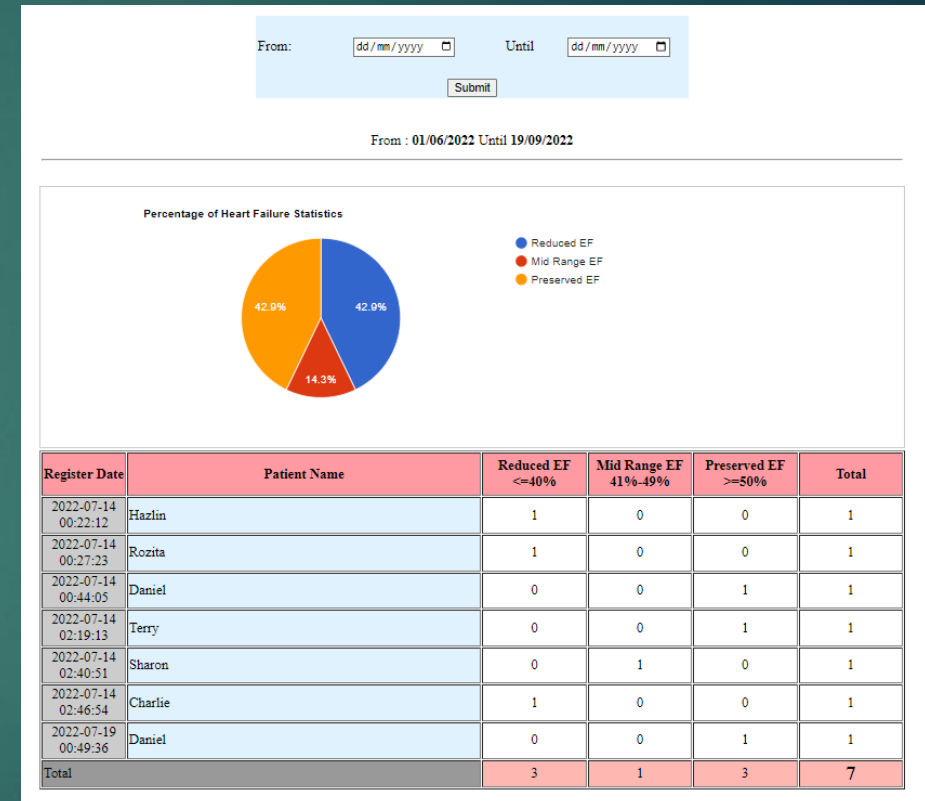 From: dd/mm/yyyy Until dd/mm/yyyy
Submit
From : 01/06/2022 Until 19/09/2022
Percentage of Heart Failure Statistics
Reduced EF
Mid Range EF
Preserved EF
42.9% 42.9%
14.3%
Register Date Patient Name Reduced EF <=40% Mid Range EF 41%-49% Preserved EF >=50% Total
2022-07-14 00:22:12 Hazlin 1 0 0 1
2022-07-14 00:27:23 Rozita 1 0 0 1
2022-07-14 00:44:05 Daniel 0 0 1 1
2022-07-14 02:19:13 Terry 0 0 1 1
2022-07-14 02:40:51 Sharon 0 1 0 1
2022-07-14 02:46:54 Charlie 1 0 0 1
2022-07-19 00:49:36 Daniel 0 0 1 1
Total 3 1 3 7